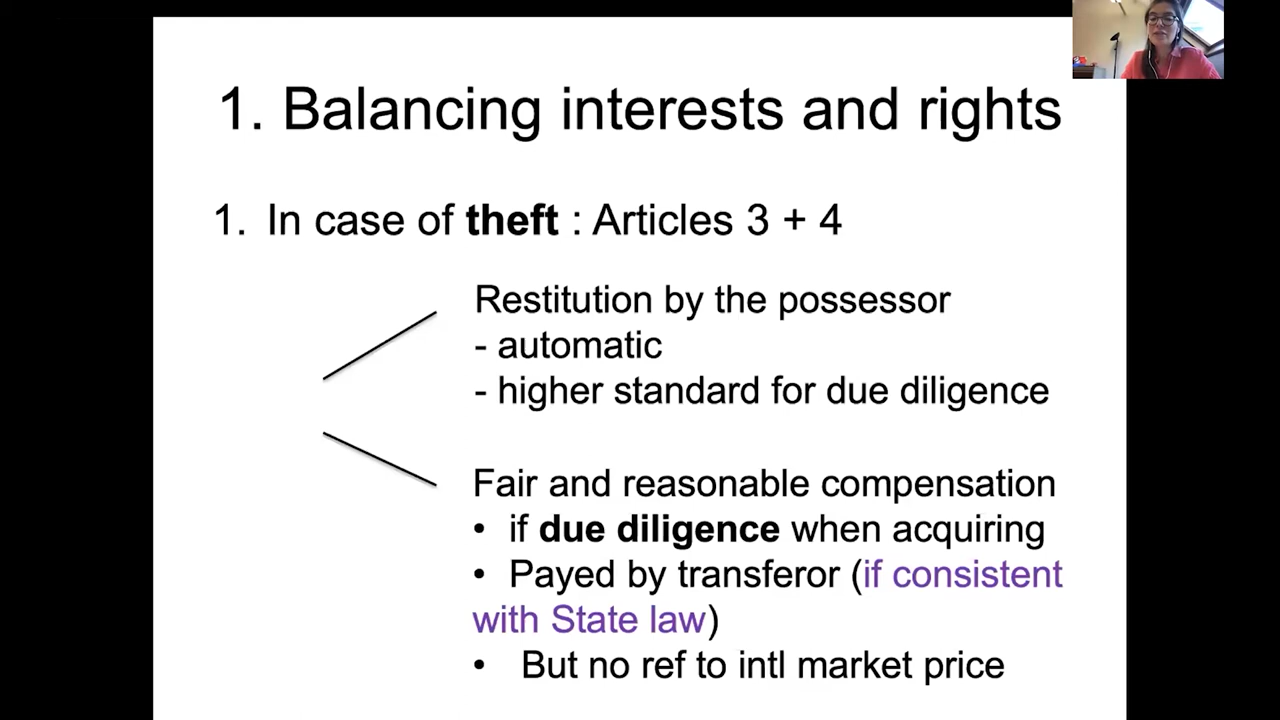 1. Balancing interests and rights
1. In case of theft : Articles 3 + 4
Restitution by the possessor
- automatic
- higher standard for due diligence
Fair and reasonable compensation
• if due diligence when acquiring
• Payed by transferor (if consistent
with State law)
• But no ref to intl market price